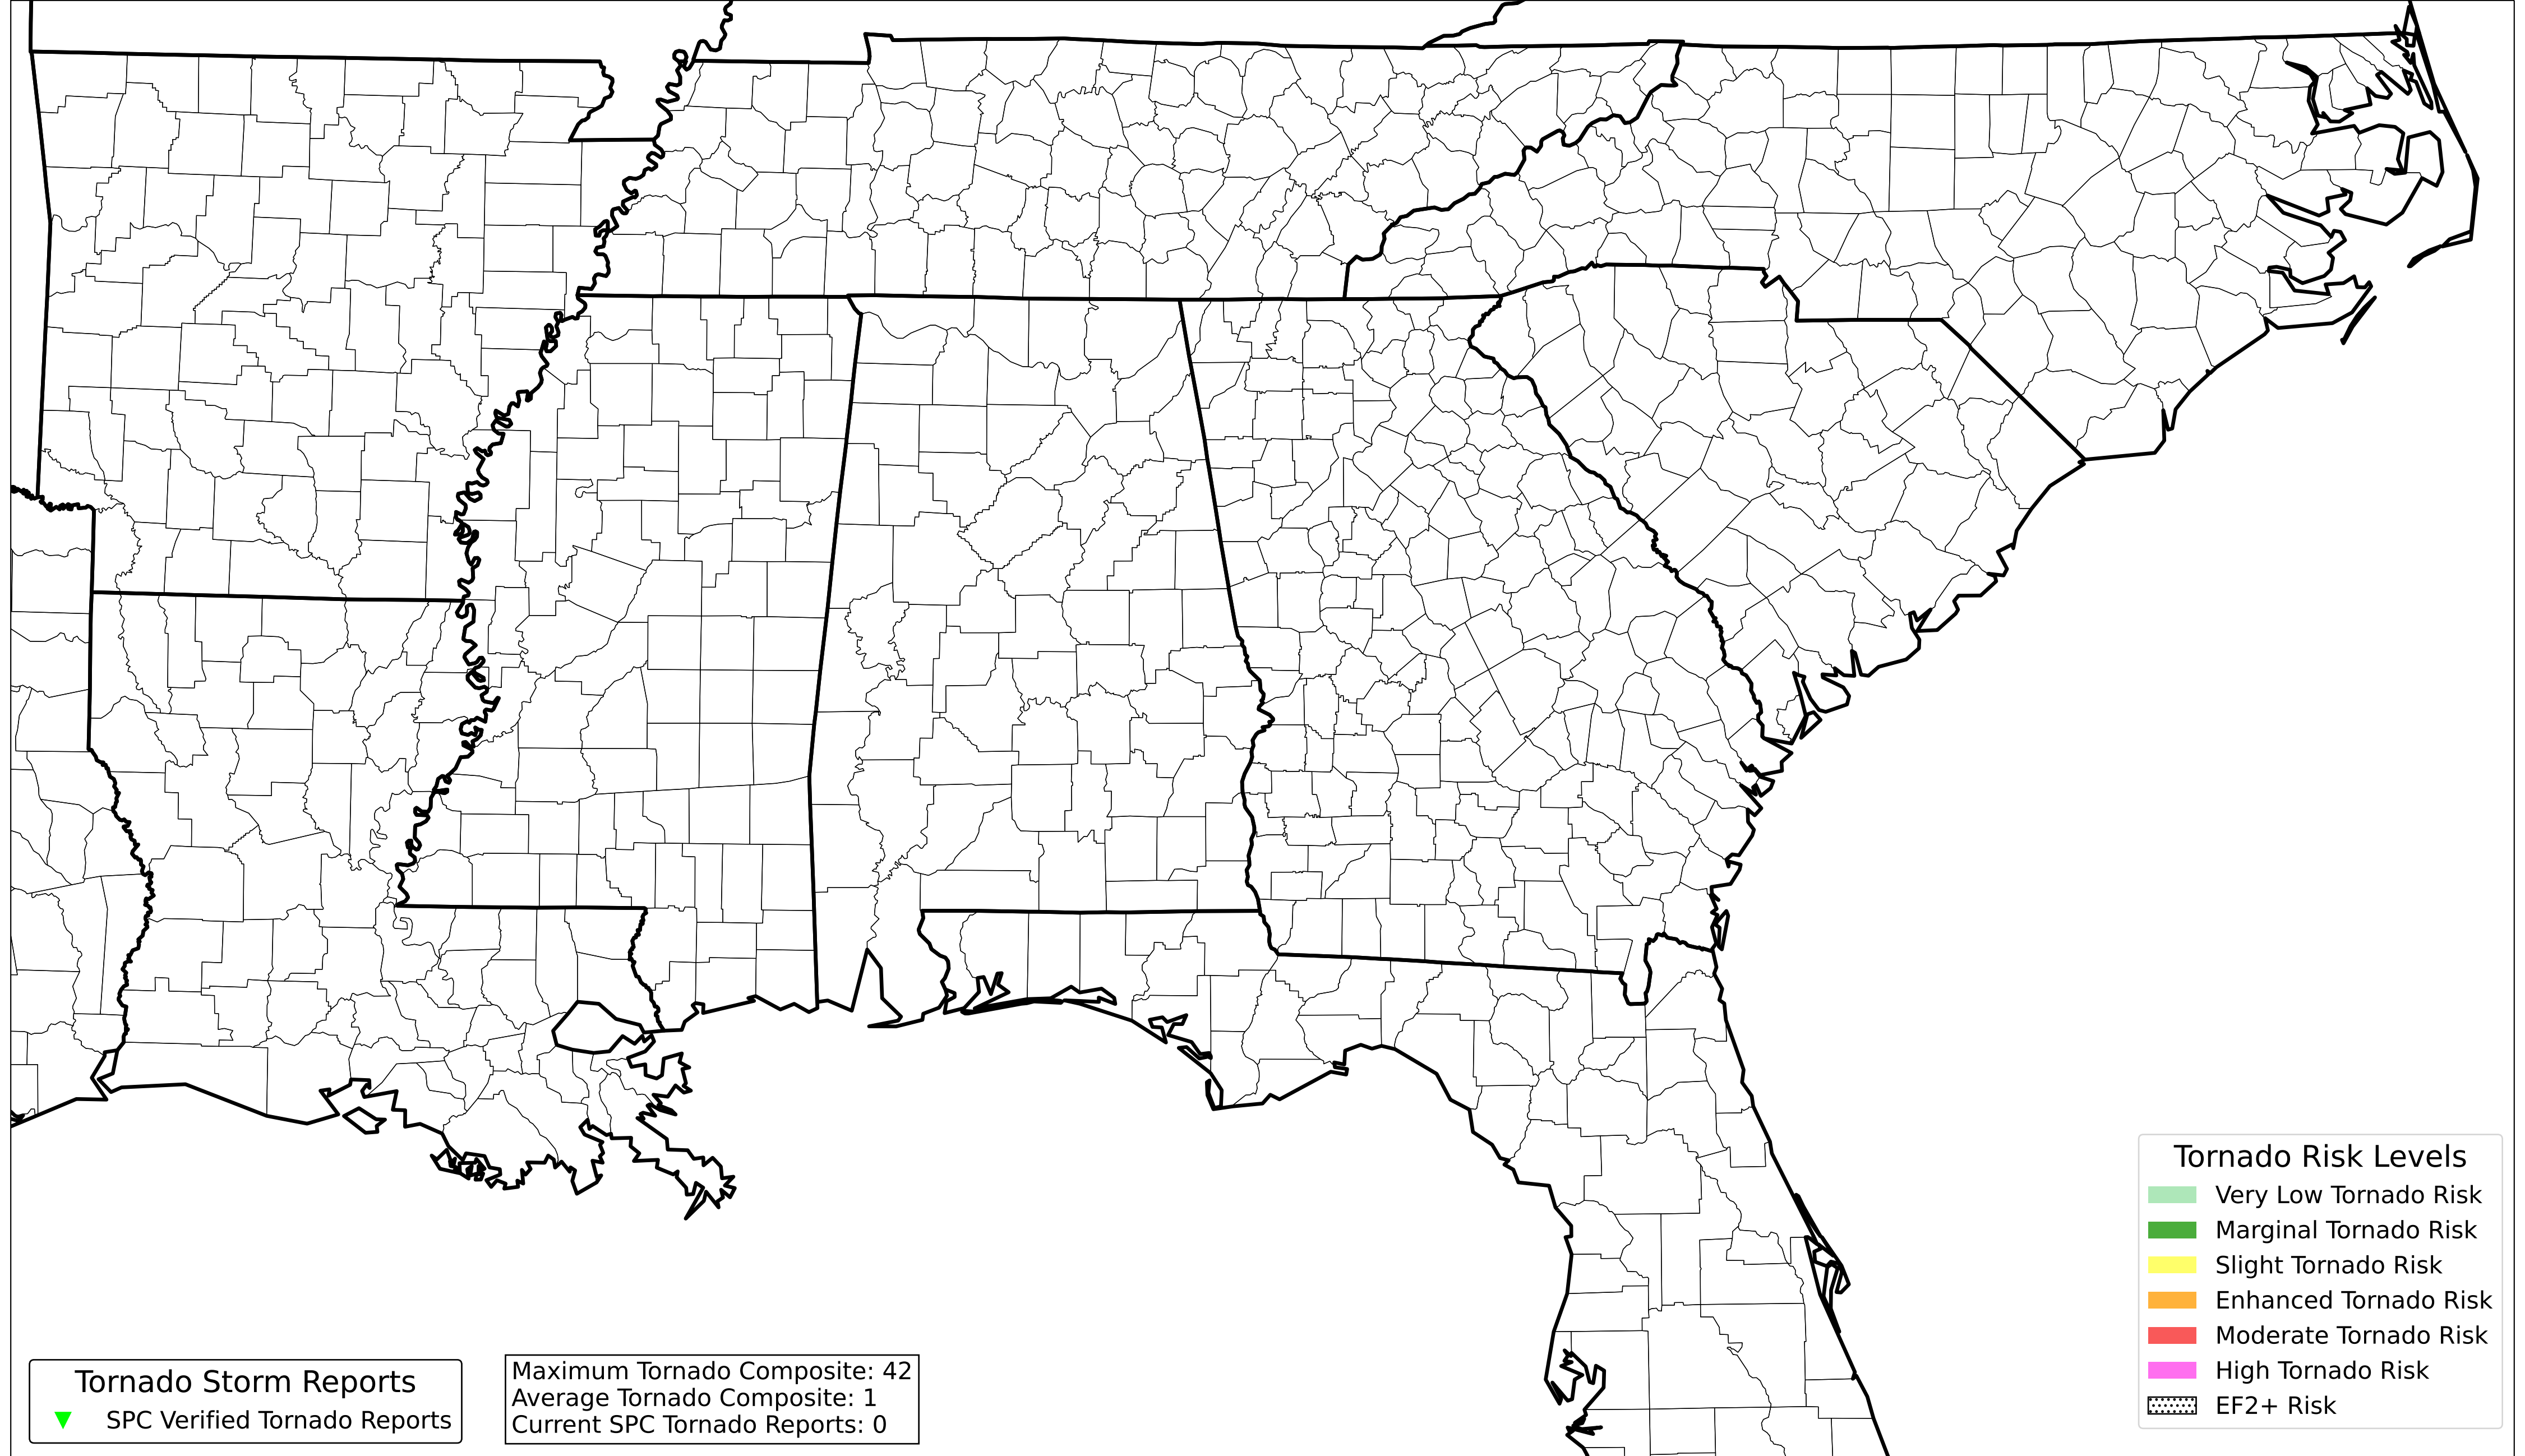 Tornado Risk Levels
Very Low Tornado Risk
Marginal Tornado Risk
Slight Tornado Risk
Enhanced Tornado Risk
Moderate Tornado Risk
High Tornado Risk
EF2+ Risk
Tornado Storm Reports
SPC Verified Tornado Reports
Maximum Tornado Composite: 42
Average Tornado Composite: 1
Current SPC Tornado Reports: 0